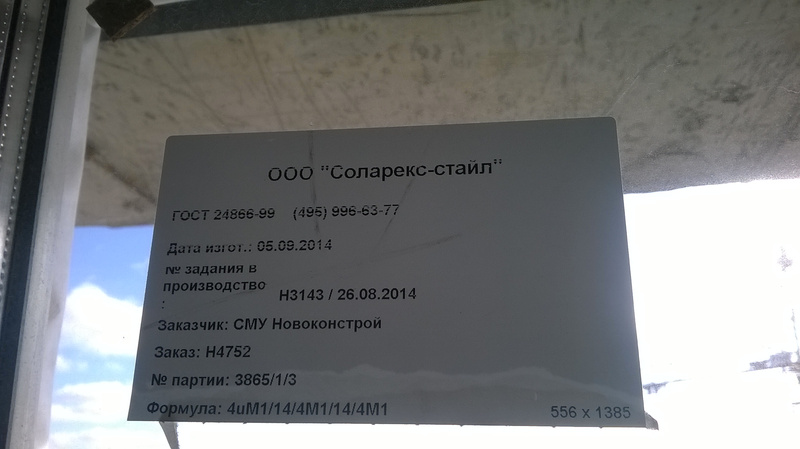 ООО "Соларекс-стайл"
ГОСТ 24866-99 (495) 996-63-77
Дата изгот.: 05.09.2014
№ задания в
производство
: Н3143 / 26.08.2014
Заказчик: СМУ Новоконстрой
Заказ: Н4752
№ партии: 3865/1/3
Формула: 4иМ1/14/4М1/14/4М1 556 x 1385